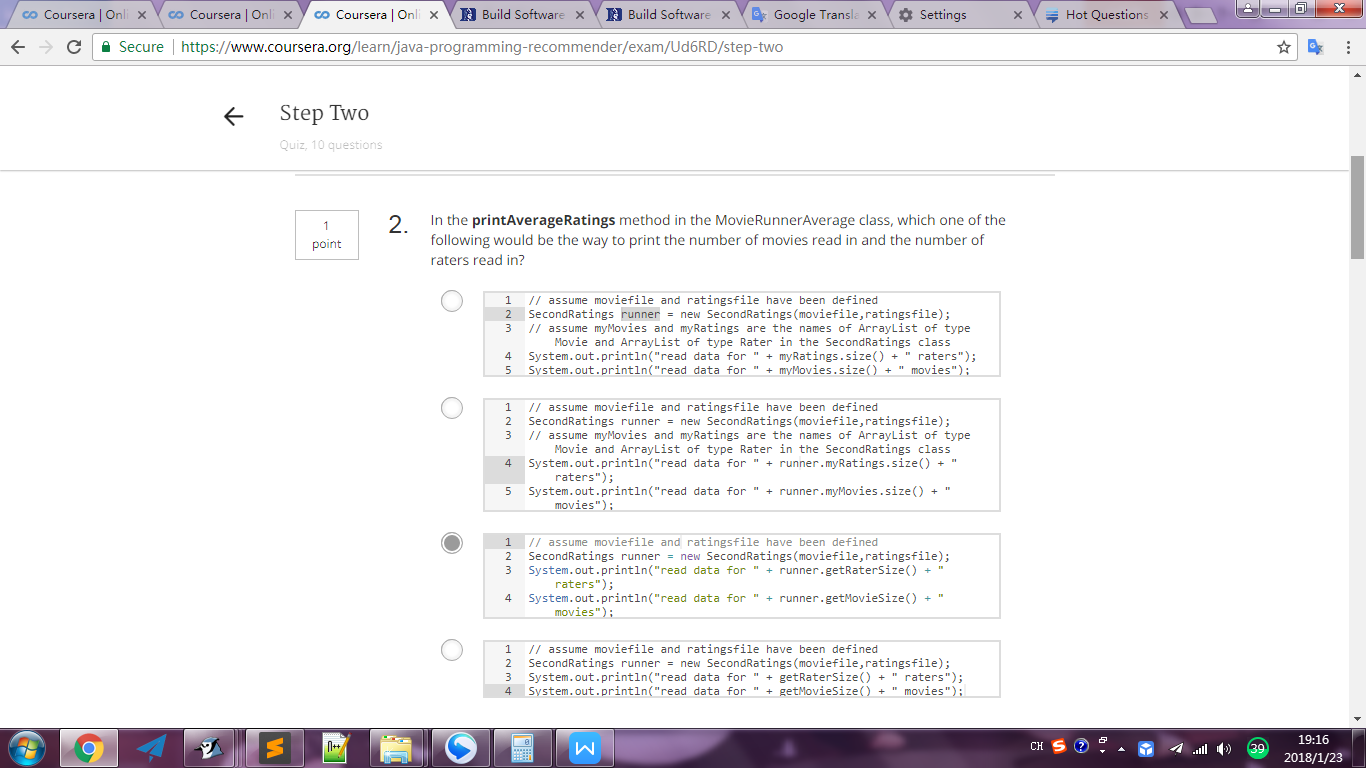 Coursera | Onli
Coursera | Onli
Coursera | Onli
Build Software
Build Software
Google Transla
Settings
Hot Questions
Secure
https://www.coursera.org/learn/java-programming-recommender/exam/Ud6RD/step-two
Step Two
Quiz, 10 questions
1
point
2.
In the printAverageRatings method in the MovieRunnerAverage class, which one of the
following would be the way to print the number of movies read in and the number of
raters read in?
1 // assume moviefile and ratingsfile have been defined
2 SecondRatings runner = new SecondRatings(moviefile,ratingsfile);
3 // assume myMovies and myRatings are the names of ArrayList of type
Movie and ArrayList of type Rater in the SecondRatings class
4 System.out.println("read data for " + myRatings.size() + " raters");
5 System.out.println("read data for " + myMovies.size() + " movies");
1 // assume moviefile and ratingsfile have been defined
2 SecondRatings runner = new SecondRatings(moviefile,ratingsfile);
3 // assume myMovies and myRatings are the names of ArrayList of type
Movie and ArrayList of type Rater in the SecondRatings class
4 System.out.println("read data for " + runner.myRatings.size() + "
raters");
5 System.out.println("read data for " + runner.myMovies.size() + "
movies");
1 // assume moviefile and ratingsfile have been defined
2 SecondRatings runner = new SecondRatings(moviefile,ratingsfile);
3 System.out.println("read data for " + runner.getRaterSize() + "
raters");
4 System.out.println("read data for " + runner.getMovieSize() + "
movies");
1 // assume moviefile and ratingsfile have been defined
2 SecondRatings runner = new SecondRatings(moviefile,ratingsfile);
3 System.out.println("read data for " + getRaterSize() + " raters");
4 System.out.println("read data for " + getMovieSize() + " movies");
CH
39
19:16
2018/1/23